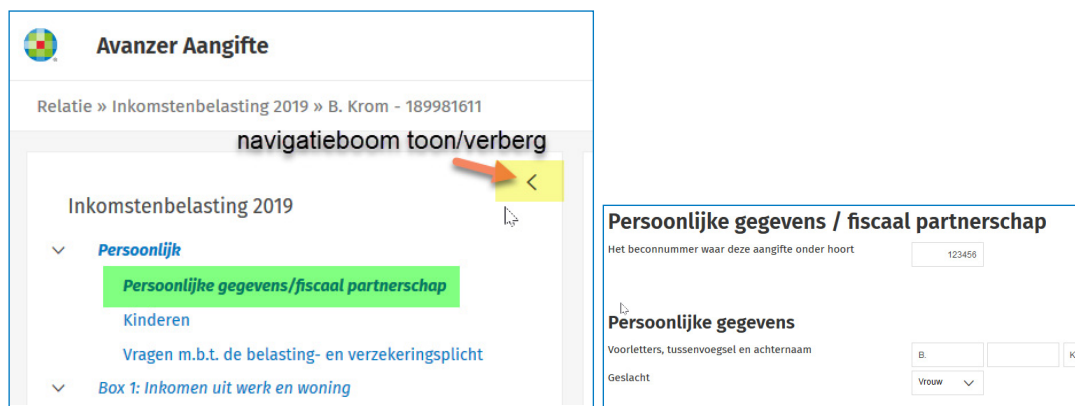 Avanzer Aangifte
Relatie » Inkomstenbelasting 2019 » B. Krom - 189981611
navigatieboom toon/verberg
Inkomstenbelasting 2019
Persoonlijk
Persoonlijke gegevens/fiscaal partnerschap
Kinderen
Vragen m.b.t. de belasting- en verzekeringsplicht
Box 1: Inkomen uit werk en woning
Persoonlijke gegevens / fiscaal partnerschap
Het beconnummer waar deze aangifte onder hoort 123456
Persoonlijke gegevens
Voorletters, tussenvoegsel en achternaam B. K
Geslacht Vrouw